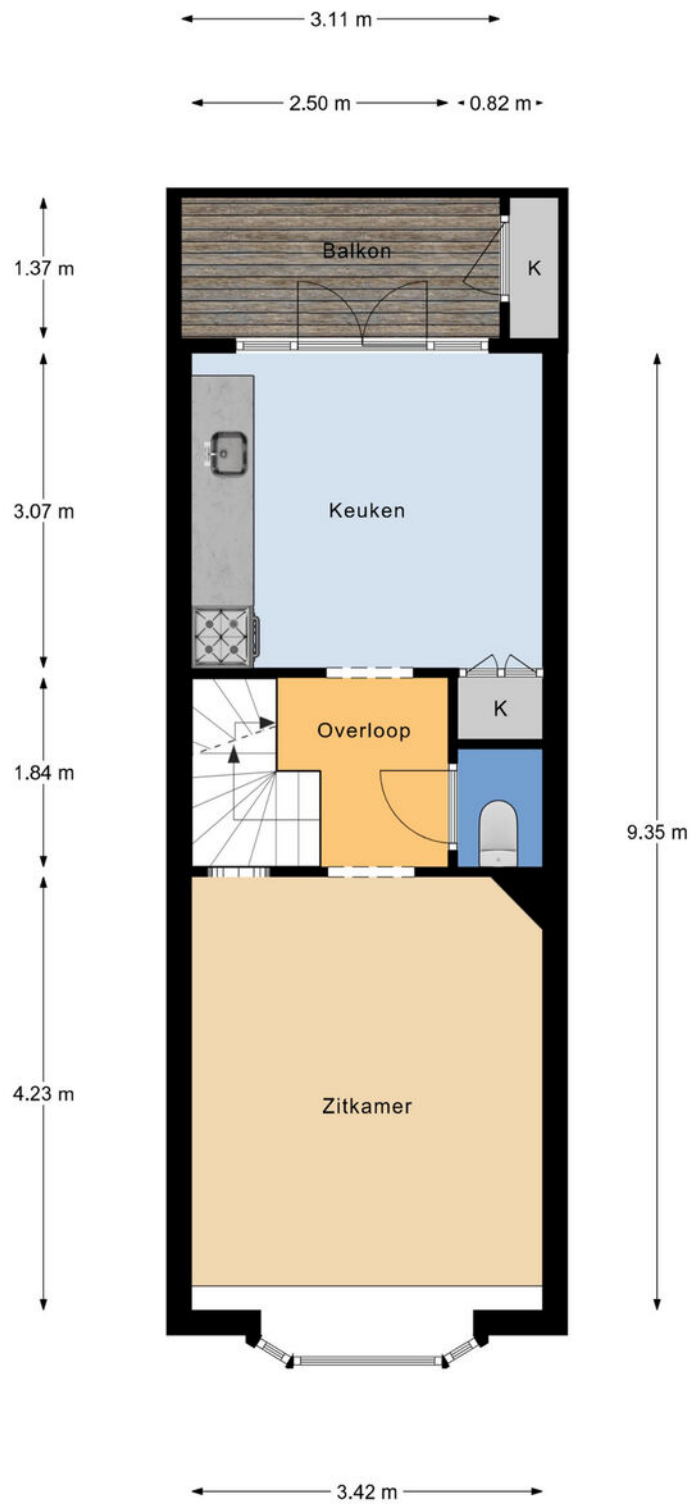 3.11 m
2.50 m
0.82 m
1.37 m
Balkon
K
3.07 m
Keuken
1.84 m
Overloop
K
9.35 m
4.23 m
Zitkamer
3.42 m